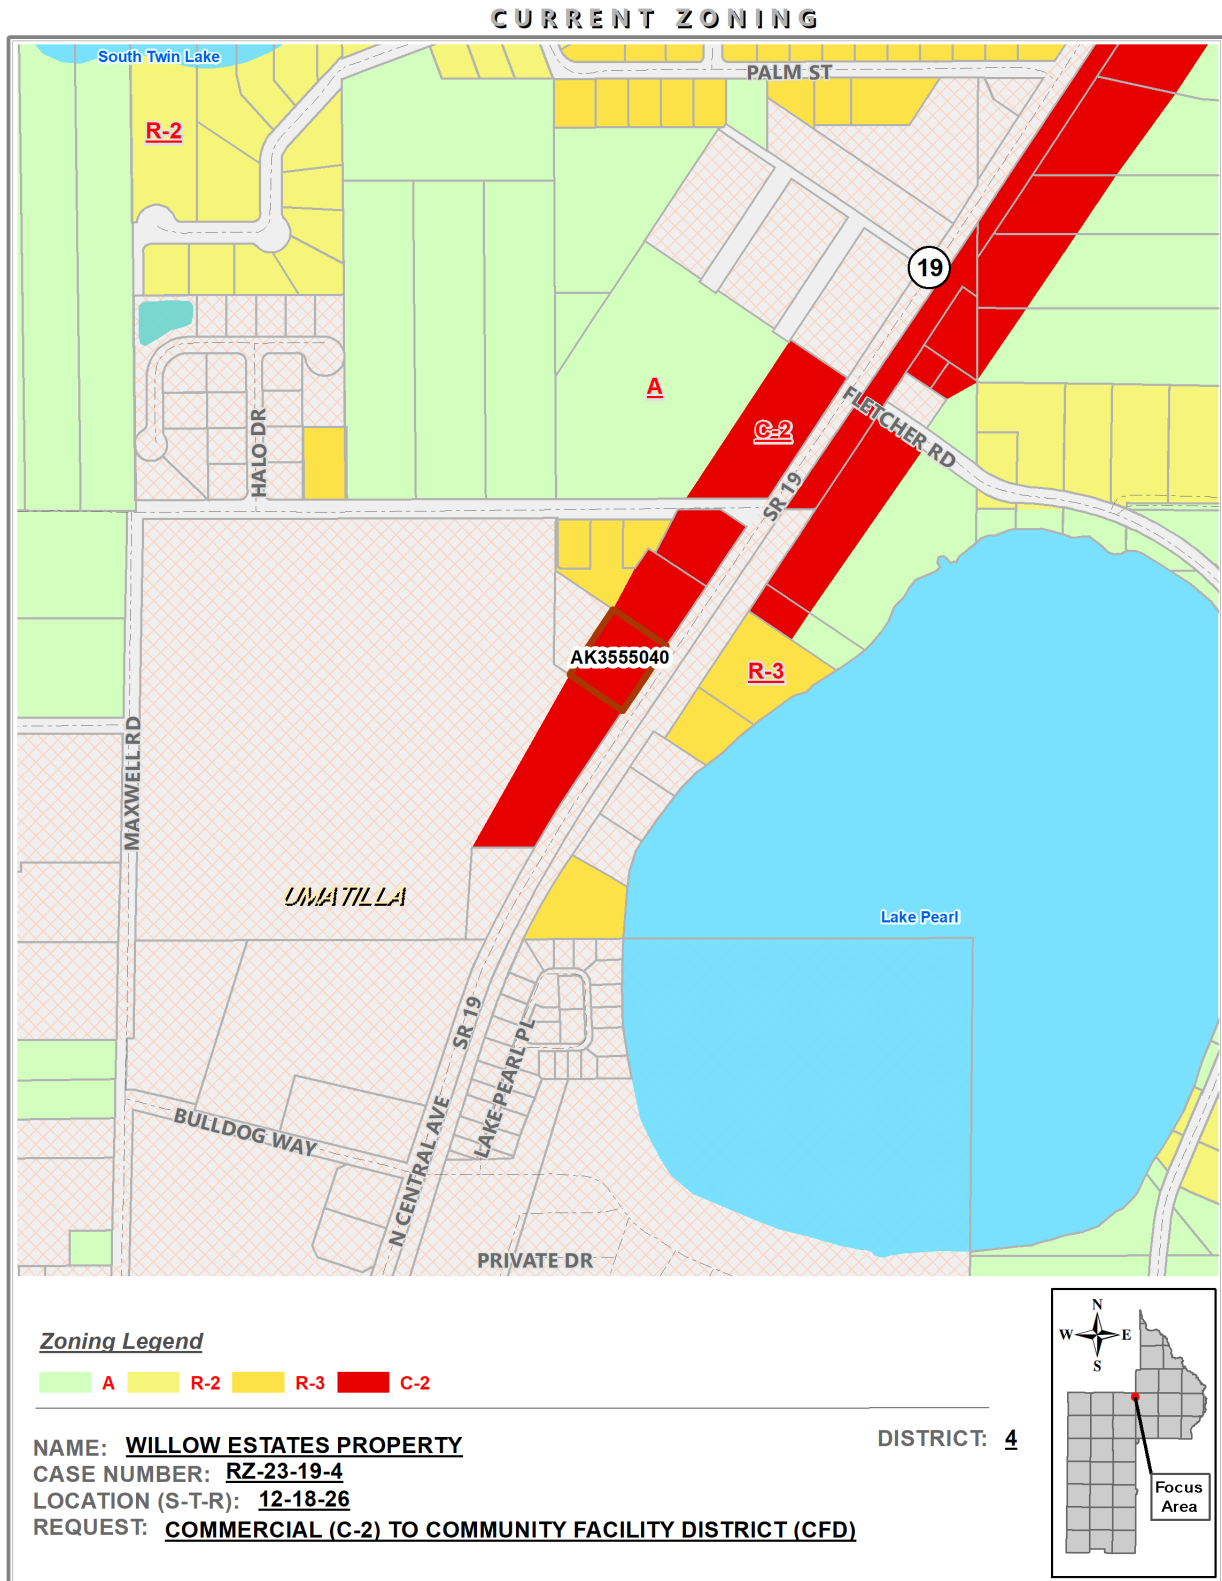 CURRENT ZONING
South Twin Lake
PALM ST
R-2
19
A
C-2
FLETCHER RD
HALO DR
SR 19
AK3555040
R-3
MAXWELL RD
UMATILLA
Lake Pearl
SR 19
LAKE PEARL PL
BULLDOG WAY
N CENTRAL AVE
PRIVATE DR
Zoning Legend
A R-2 R-3 C-2
NAME: WILLOW ESTATES PROPERTY
DISTRICT: 4
CASE NUMBER: RZ-23-19-4
LOCATION (S-T-R): 12-18-26
REQUEST: COMMERCIAL (C-2) TO COMMUNITY FACILITY DISTRICT (CFD)
N
W E
S
Focus
Area